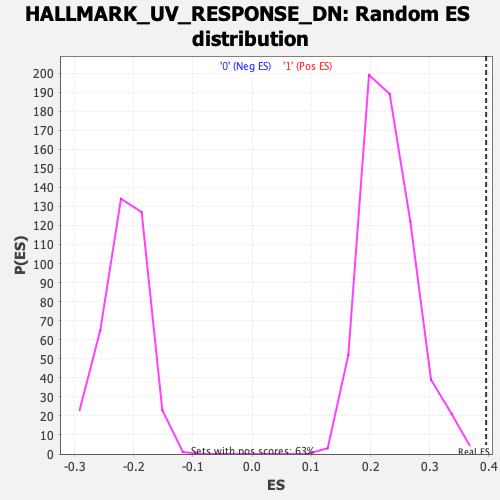 HALLMARK_UV_RESPONSE_DN: Random ES
distribution
'0' (Neg ES) '1' (Pos ES)
200
190
180
170
160
150
140
130
120
110
100
90
80
70
60
50
40
30
20
10
0
P(ES)
Sets with pos scores: 63%
Real ES
-0.3 -0.2 -0.1 0.0 0.1 0.2 0.3 0.4
ES